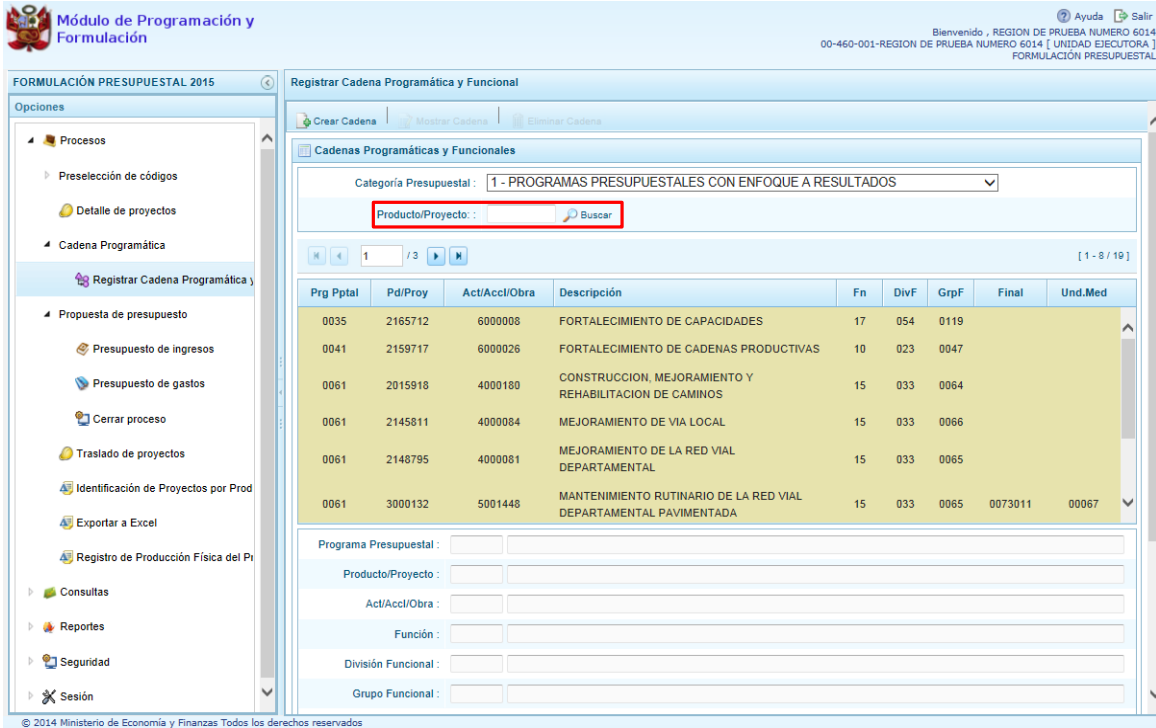 Módulo de Programación y
Formulación
Ayuda Salir
Bienvenido , REGION DE PRUEBA NUMERO 6014
00-460-001-REGION DE PRUEBA NUMERO 6014 [ UNIDAD EJECUTORA ]
FORMULACIÓN PRESUPUESTAL
FORMULACIÓN PRESUPUESTAL 2015
Opciones
Procesos
Preselección de códigos
Detalle de proyectos
Cadena Programática
Registrar Cadena Programática y
Propuesta de presupuesto
Presupuesto de ingresos
Presupuesto de gastos
Cerrar proceso
Traslado de proyectos
Identificación de Proyectos por Prod
Exportar a Excel
Registro de Producción Física del Pr
Consultas
Reportes
Seguridad
Sesión
Registrar Cadena Programática y Funcional
Crear Cadena Mostrar Cadena Eliminar Cadena
Cadenas Programáticas y Funcionales
Categoría Presupuestal : 1 - PROGRAMAS PRESUPUESTALES CON ENFOQUE A RESULTADOS
Producto/Proyecto: : Buscar
1 / 3 [ 1 - 8 / 19 ]
Prg Pptal Pd/Proy Act/AccI/Obra Descripción Fn DivF GrpF Final Und.Med
0035 2165712 6000008 FORTALECIMIENTO DE CAPACIDADES 17 054 0119
0041 2159717 6000026 FORTALECIMIENTO DE CADENAS PRODUCTIVAS 10 023 0047
0061 2015918 4000180 CONSTRUCCION, MEJORAMIENTO Y
REHABILITACION DE CAMINOS 15 033 0064
0061 2145811 4000084 MEJORAMIENTO DE VIA LOCAL 15 033 0066
0061 2148795 4000081 MEJORAMIENTO DE LA RED VIAL
DEPARTAMENTAL 15 033 0065
0061 3000132 5001448 MANTENIMIENTO RUTINARIO DE LA RED VIAL
DEPARTAMENTAL PAVIMENTADA 15 033 0065 0073011 00067
Programa Presupuestal :
Producto/Proyecto :
Act/AccI/Obra :
Función :
División Funcional :
Grupo Funcional :
© 2014 Ministerio de Economía y Finanzas Todos los derechos reservados